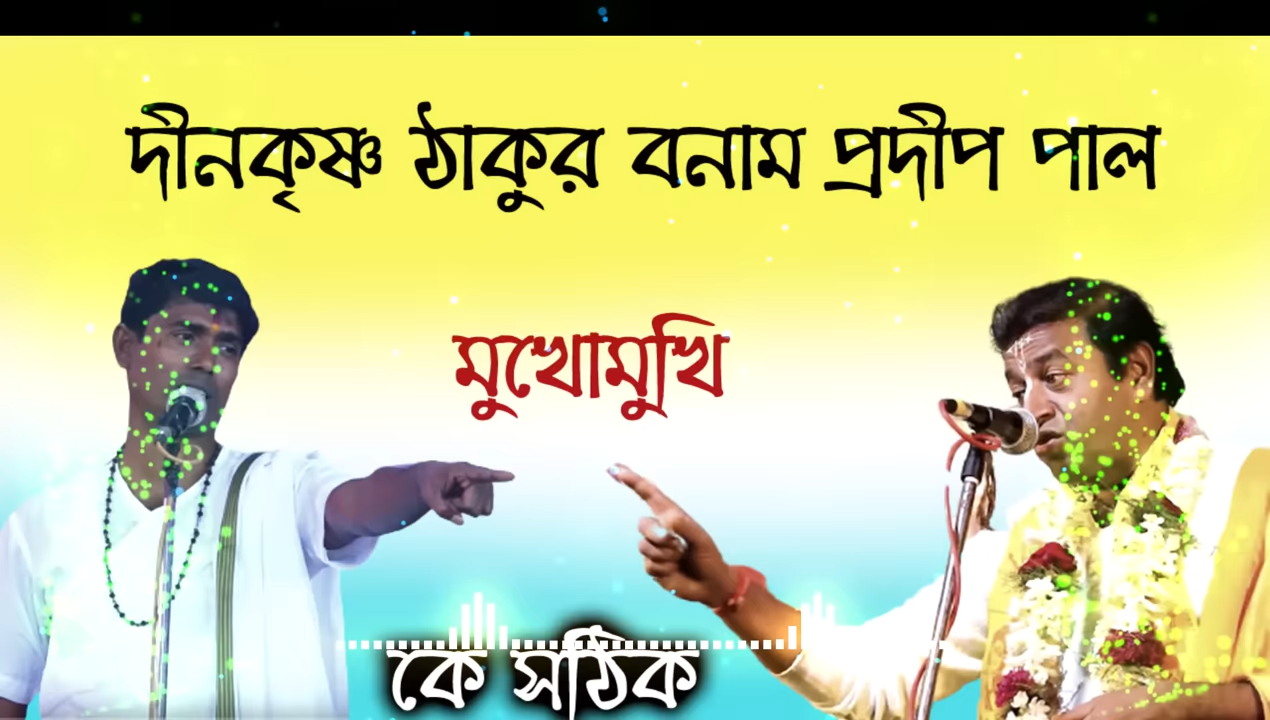 দীনকৃষ্ণ ঠাকুর বনাম প্রদীপ পাল
মুখোমুখি
কে সঠিক